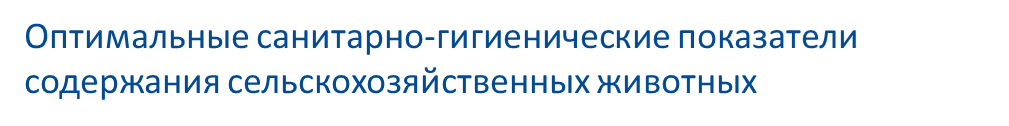 Оптимальные санитарно-гигиенические показатели
содержания сельскохозяйственных животных